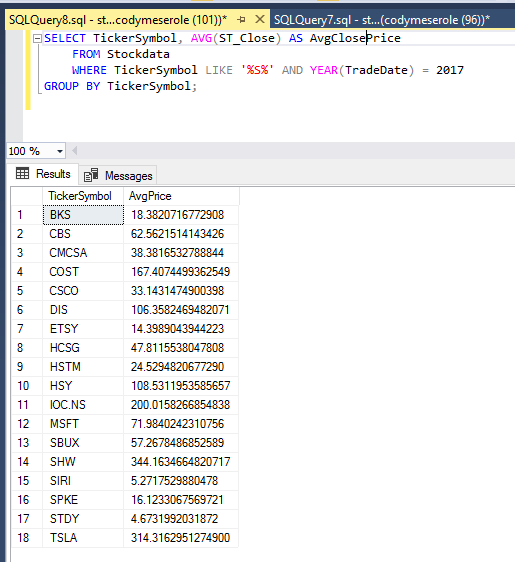 SQLQuery8.sql - st...(codymeserole (101))* SQLQuery7.sql - st...(codymeserole (96))*
SELECT TickerSymbol, AVG(ST_Close) AS AvgClosePrice
FROM Stockdata
WHERE TickerSymbol LIKE '%S%' AND YEAR(TradeDate) = 2017
GROUP BY TickerSymbol;
100 %
Results Messages
TickerSymbol AvgPrice
1 BKS 18.3820716772908
2 CBS 62.5621514143426
3 CMCSA 38.3816532788844
4 COST 167.4074499362549
5 CSCO 33.1431474900398
6 DIS 106.3582469482071
7 ETSY 14.3989043944223
8 HCSG 47.8115538047808
9 HSTM 24.5294820677290
10 HSY 108.5311953585657
11 IOC.NS 200.0158266854838
12 MSFT 71.9840242310756
13 SBUX 57.2678486852589
14 SHW 344.1634664820717
15 SIRI 5.2717529880478
16 SPKE 16.1233067569721
17 STDY 4.6731992031872
18 TSLA 314.3162951274900